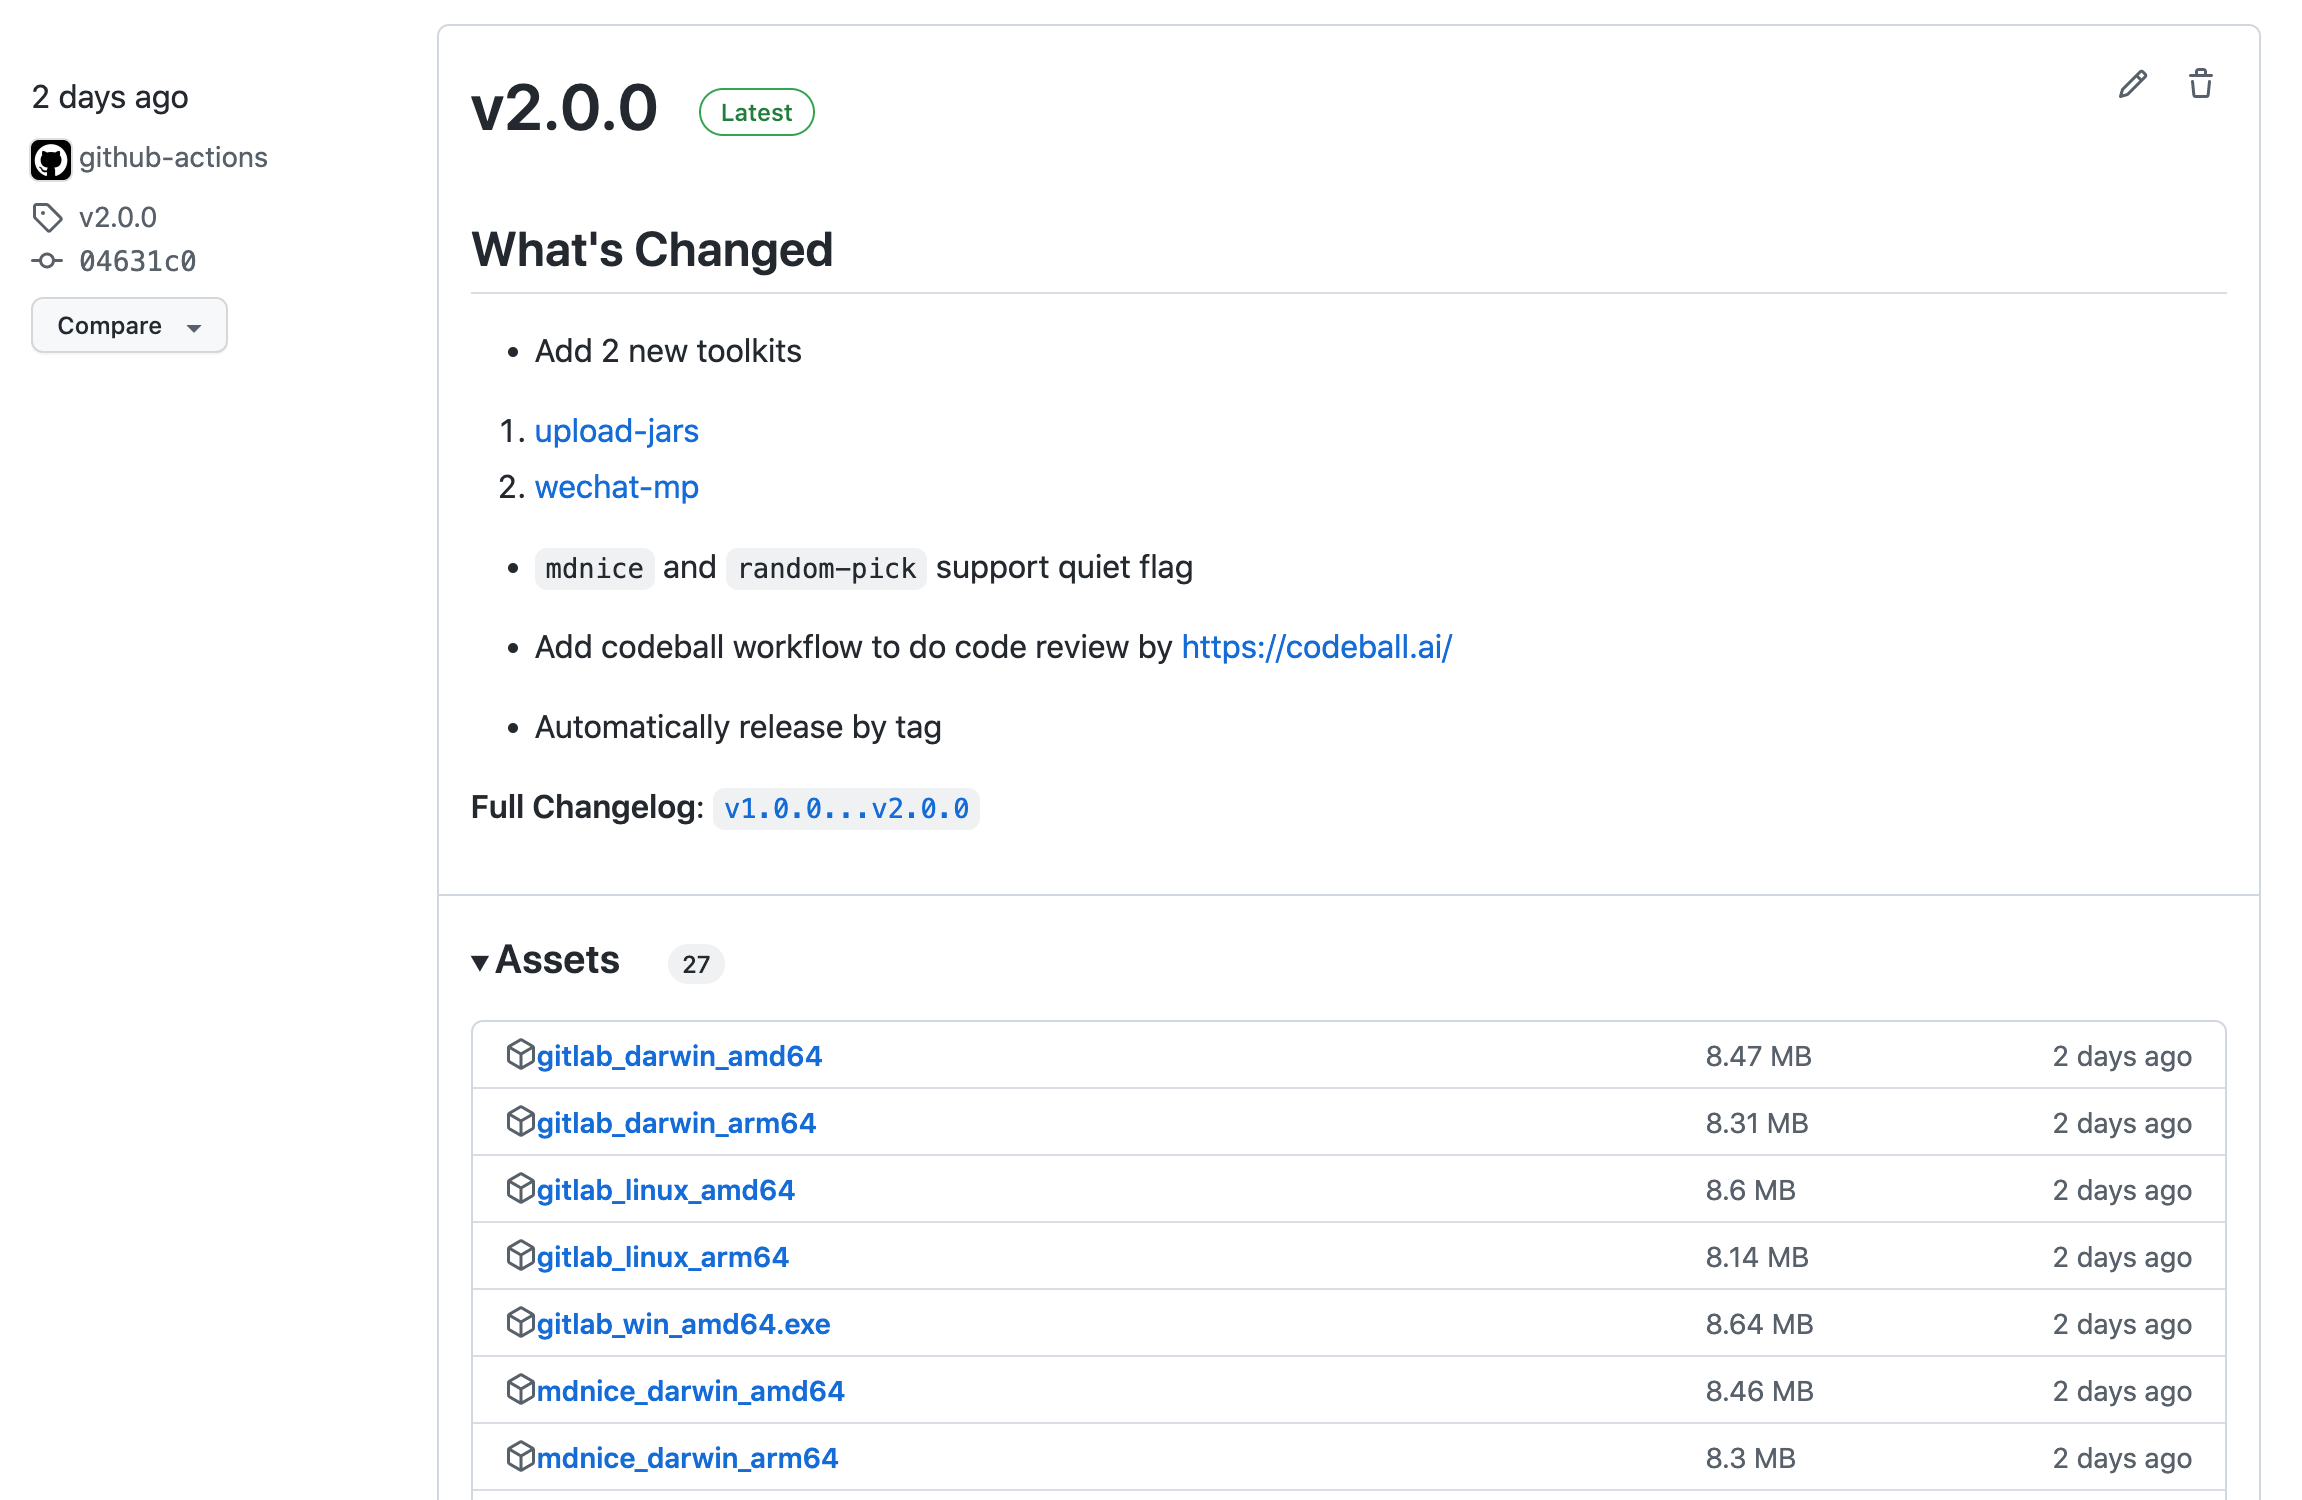 2 days ago
github-actions
v2.0.0
04631c0
Compare
v2.0.0 Latest
What's Changed
• Add 2 new toolkits
1. upload-jars
2. wechat-mp
• mdnice and random-pick support quiet flag
• Add codeball workflow to do code review by https://codeball.ai/
• Automatically release by tag
Full Changelog: v1.0.0...v2.0.0
Assets 27
gitlab_darwin_amd64 8.47 MB 2 days ago
gitlab_darwin_arm64 8.31 MB 2 days ago
gitlab_linux_amd64 8.6 MB 2 days ago
gitlab_linux_arm64 8.14 MB 2 days ago
gitlab_win_amd64.exe 8.64 MB 2 days ago
mdnice_darwin_amd64 8.46 MB 2 days ago
mdnice_darwin_arm64 8.3 MB 2 days ago